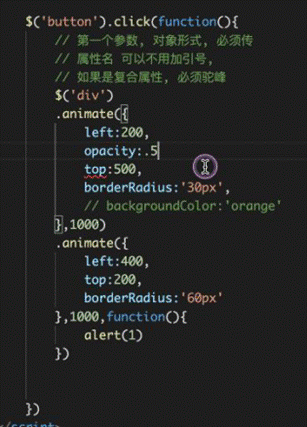 $('button').click(function(){
// 第一个参数, 对象形式, 必须传
// 属性名 可以不用加引号,
// 如果是复合属性, 必须驼峰
$('div')
.animate({
left:200,
opacity:.5
top:500,
borderRadius:'30px',
// backgroundColor:'orange'
},1000)
.animate({
left:400,
top:200,
borderRadius:'60px'
},1000,function(){
alert(1)
})
})
</script>